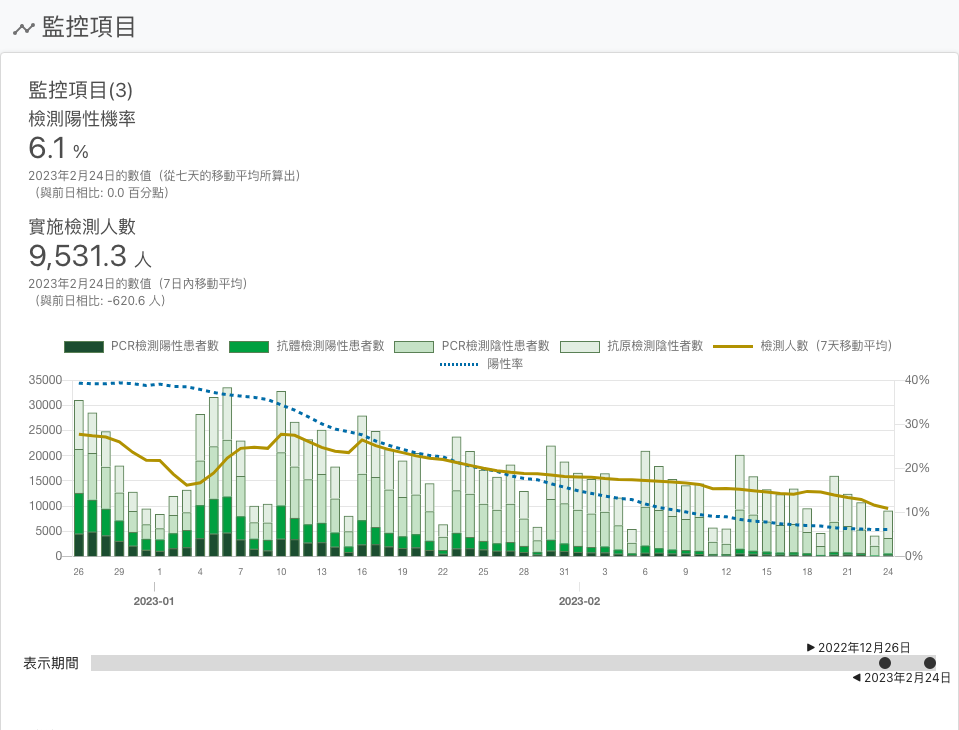 監控項目
監控項目(3)
檢測陽性機率
6.1 %
2023年2月24日的數值（從七天的移動平均所算出）
（與前日相比: 0.0 百分點）
實施檢測人數
9,531.3 人
2023年2月24日的數值（7日內移動平均）
（與前日相比: -620.6 人）
PCR檢測陽性患者數 抗體檢測陽性患者數 PCR檢測陰性患者數 抗原檢測陰性者數 檢測人數（7天移動平均）
陽性率
35000 40%
30000
25000 30%
20000
15000 20%
10000 10%
5000
0 0%
26 29 1 4 7 10 13 16 19 22 25 28 31 3 6 9 12 15 18 21 24
2023-01 2023-02
►2022年12月26日
表示期間
◄2023年2月24日